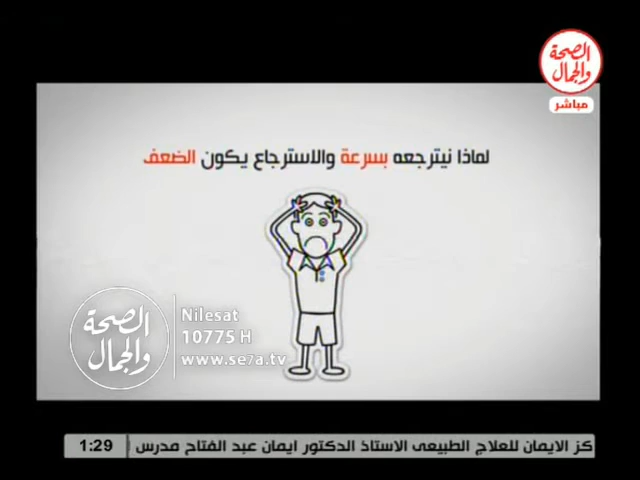 الصحة
والجمال
مباشر
لماذا نيترجعه بسرعة والاسترجاع يكون الضعف
الصحة
والجمال
Nilesat
10775 H
www.se7a.tv
كز الايمان للعلاج الطبيعى الاستاذ الدكتور ايمان عبد الفتاح مدرس
1:29